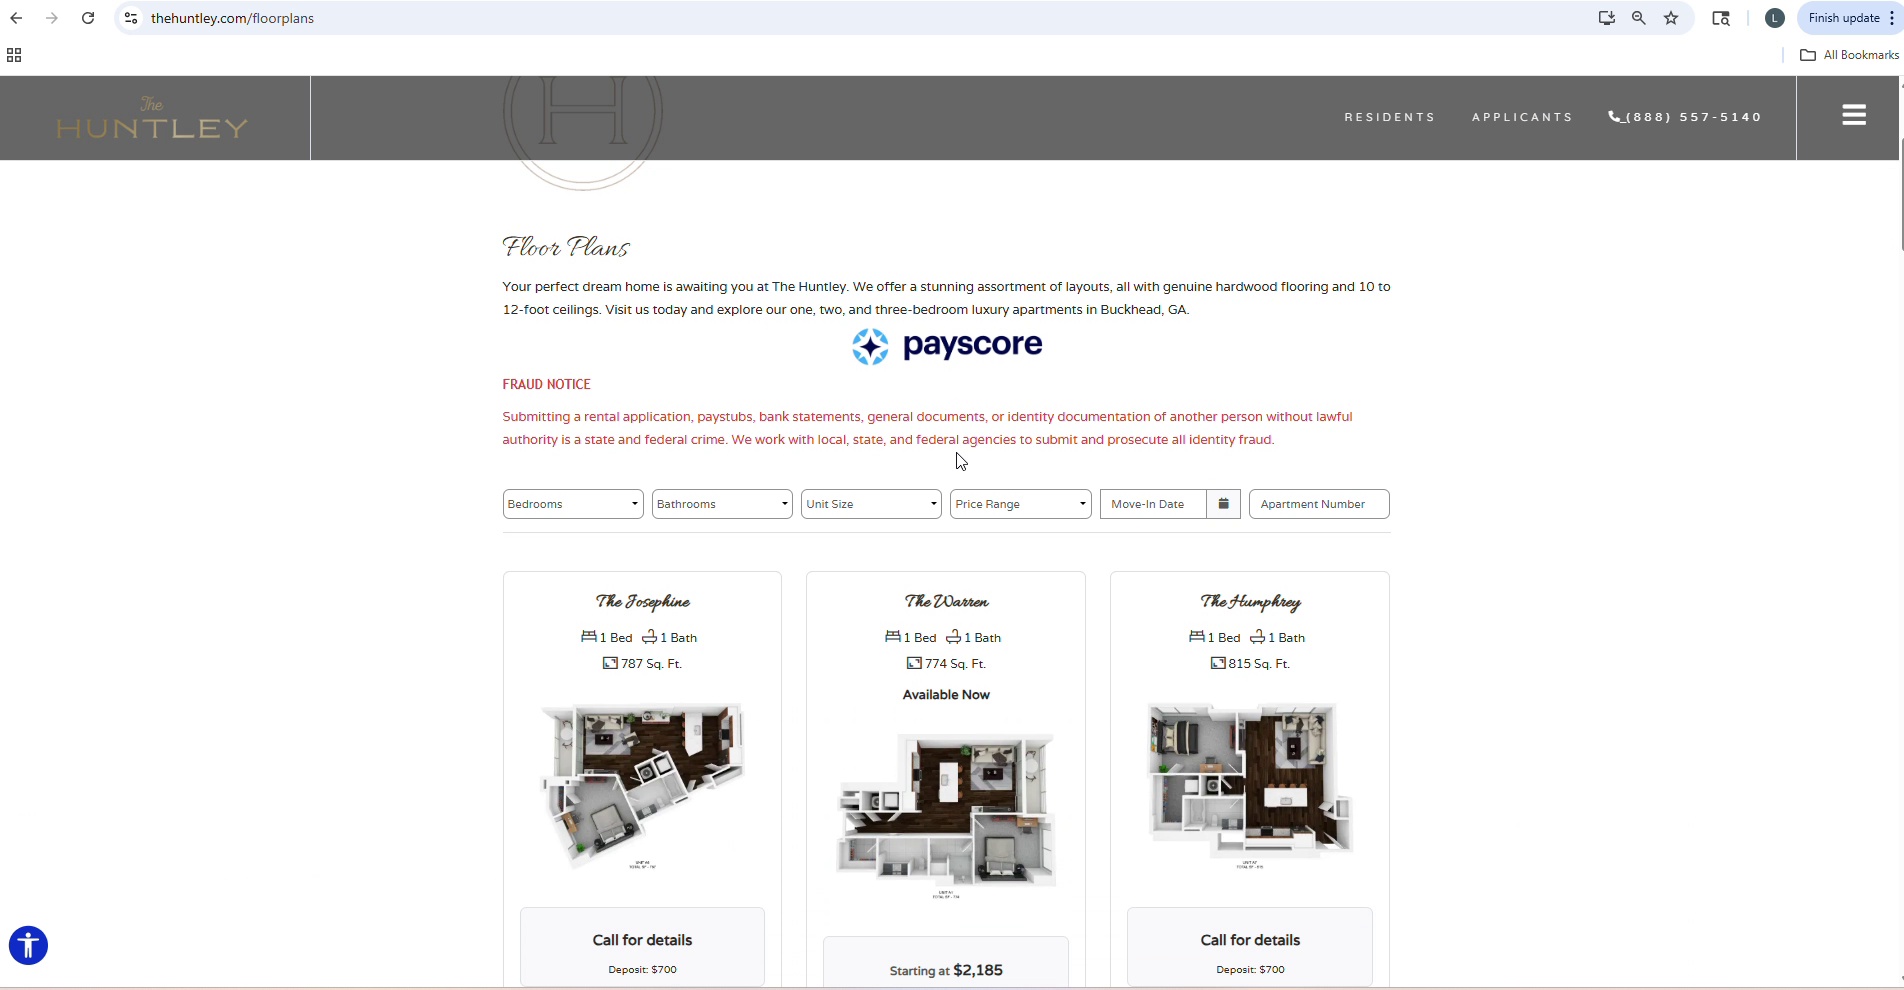 thehuntley.com/floorplans
L
Finish update
All Bookmarks
The
HUNTLEY
H
RESIDENTS
APPLICANTS
(888) 557-5140
Floor Plans
Your perfect dream home is awaiting you at The Huntley. We offer a stunning assortment of layouts, all with genuine hardwood flooring and 10 to
12-foot ceilings. Visit us today and explore our one, two, and three-bedroom luxury apartments in Buckhead, GA.
payscore
FRAUD NOTICE
Submitting a rental application, paystubs, bank statements, general documents, or identity documentation of another person without lawful
authority is a state and federal crime. We work with local, state, and federal agencies to submit and prosecute all identity fraud.
Bedrooms
Bathrooms
Unit Size
Price Range
Move-In Date
Apartment Number
The Josephine
1 Bed 1 Bath
787 Sq. Ft.
Call for details
Deposit: $700
The Warren
1 Bed 1 Bath
774 Sq. Ft.
Available Now
Starting at $2,185
The Humphrey
1 Bed 1 Bath
815 Sq. Ft.
Call for details
Deposit: $700